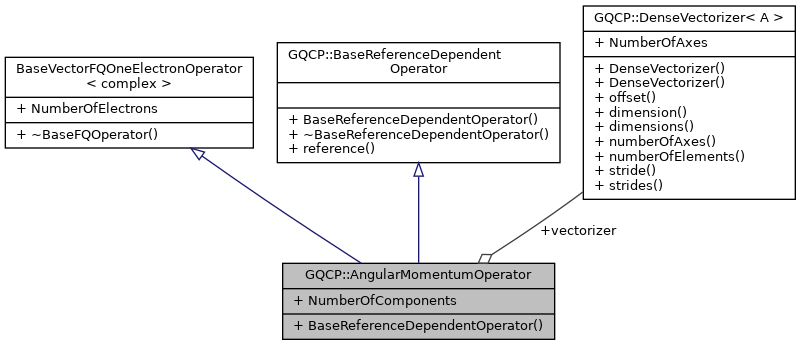 BaseVectorFQOneElectronOperator
< complex >
+ NumberOfElectrons
+ ~BaseFQOperator()
GQCP::BaseReferenceDependent
Operator
+ BaseReferenceDependentOperator()
+ ~BaseReferenceDependentOperator()
+ reference()
GQCP::DenseVectorizer< A >
+ NumberOfAxes
+ DenseVectorizer()
+ DenseVectorizer()
+ offset()
+ dimension()
+ dimensions()
+ numberOfAxes()
+ numberOfElements()
+ stride()
+ strides()
+vectorizer
GQCP::AngularMomentumOperator
+ NumberOfComponents
+ BaseReferenceDependentOperator()